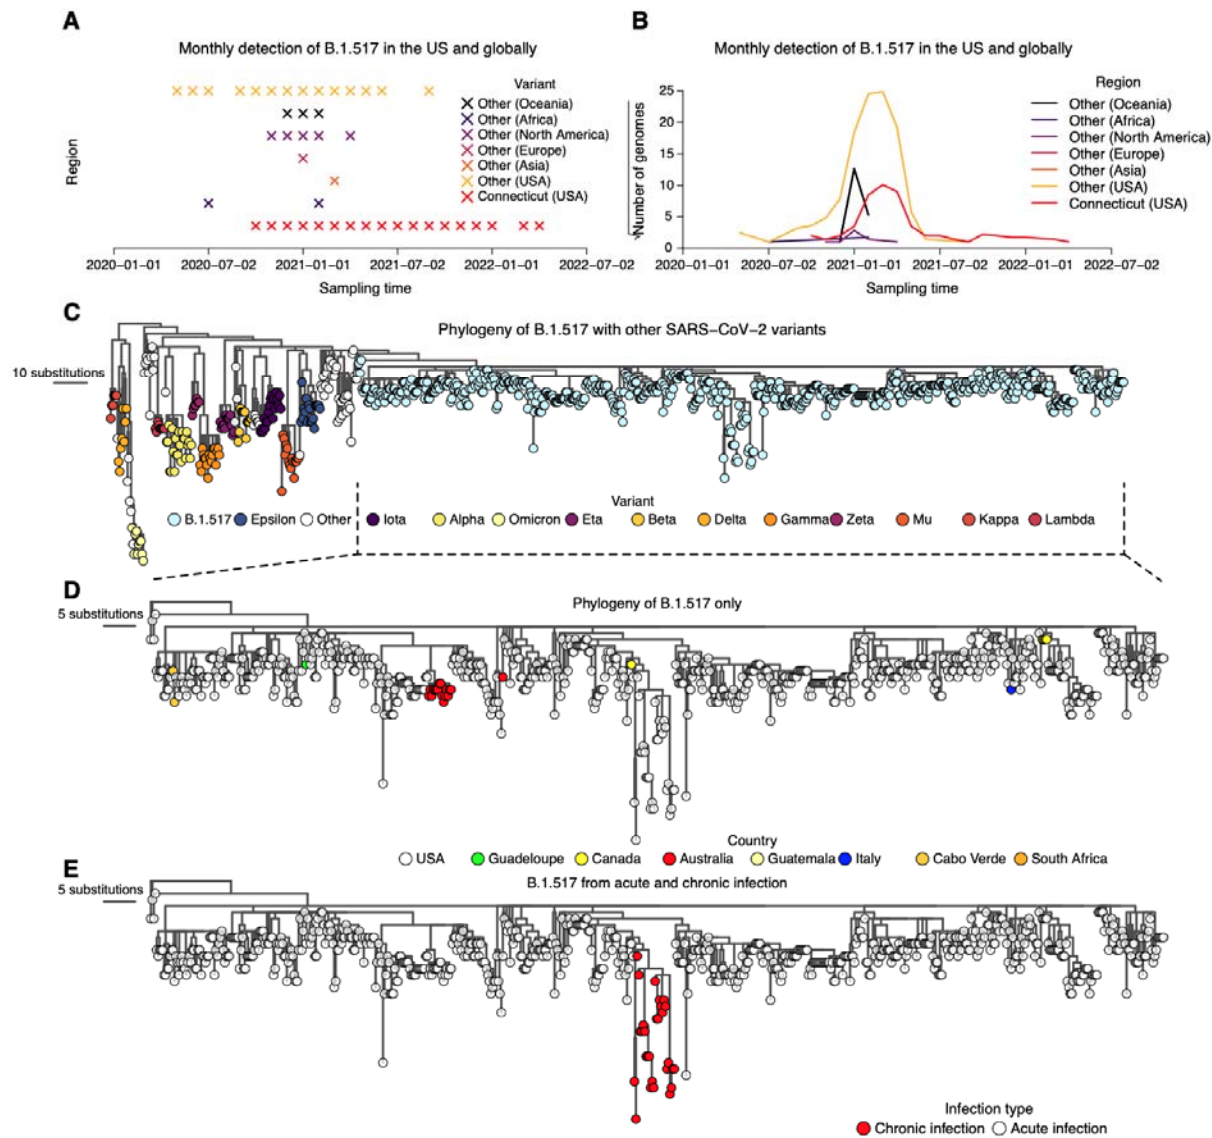 A
Monthly detection of B.1.517 in the US and globally
Variant
Other (Oceania)
Other (Africa)
Other (North America)
Other (Europe)
Other (Asia)
Other (USA)
Connecticut (USA)
Region
2020-01-01 2020-07-02 2021-01-01 2021-07-02 2022-01-01 2022-07-02
Sampling time
B
Monthly detection of B.1.517 in the US and globally
Region
Other (Oceania)
Other (Africa)
Other (North America)
Other (Europe)
Other (Asia)
Other (USA)
Connecticut (USA)
Number of genomes
25
20
15
10
5
0
2020-01-01 2020-07-02 2021-01-01 2021-07-02 2022-01-01 2022-07-02
Sampling time
C
Phylogeny of B.1.517 with other SARS-CoV-2 variants
10 substitutions
Variant
B.1.517 Epsilon Other Iota Alpha Omicron Eta Beta Delta Gamma Zeta Mu Kappa Lambda
D
5 substitutions
Phylogeny of B.1.517 only
Country
USA Guadeloupe Canada Australia Guatemala Italy Cabo Verde South Africa
E
5 substitutions
B.1.517 from acute and chronic infection
Infection type
Chronic infection Acute infection